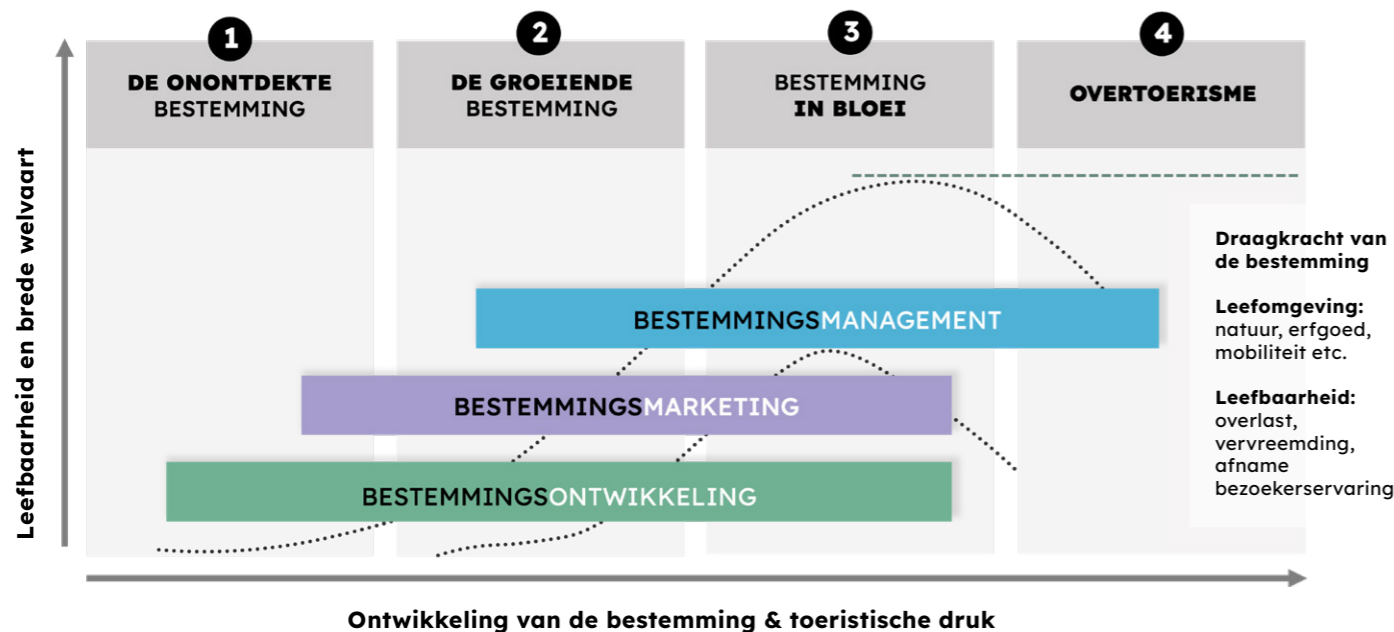 1
DE ONONTDEKTE
BESTEMMING
2
DE GROEIENDE
BESTEMMING
3
BESTEMMING
IN BLOEI
4
OVERTOERISME
Leefbaarheid en brede welvaart
BESTEMMINGSMANAGEMENT
BESTEMMINGSMARKETING
BESTEMMINGSONTWIKKELING
Draagkracht van
de bestemming
Leefomgeving:
natuur, erfgoed,
mobiliteit etc.
Leefbaarheid:
overlast,
vervreemding,
afname
bezoekerservaring
Ontwikkeling van de bestemming & toeristische druk